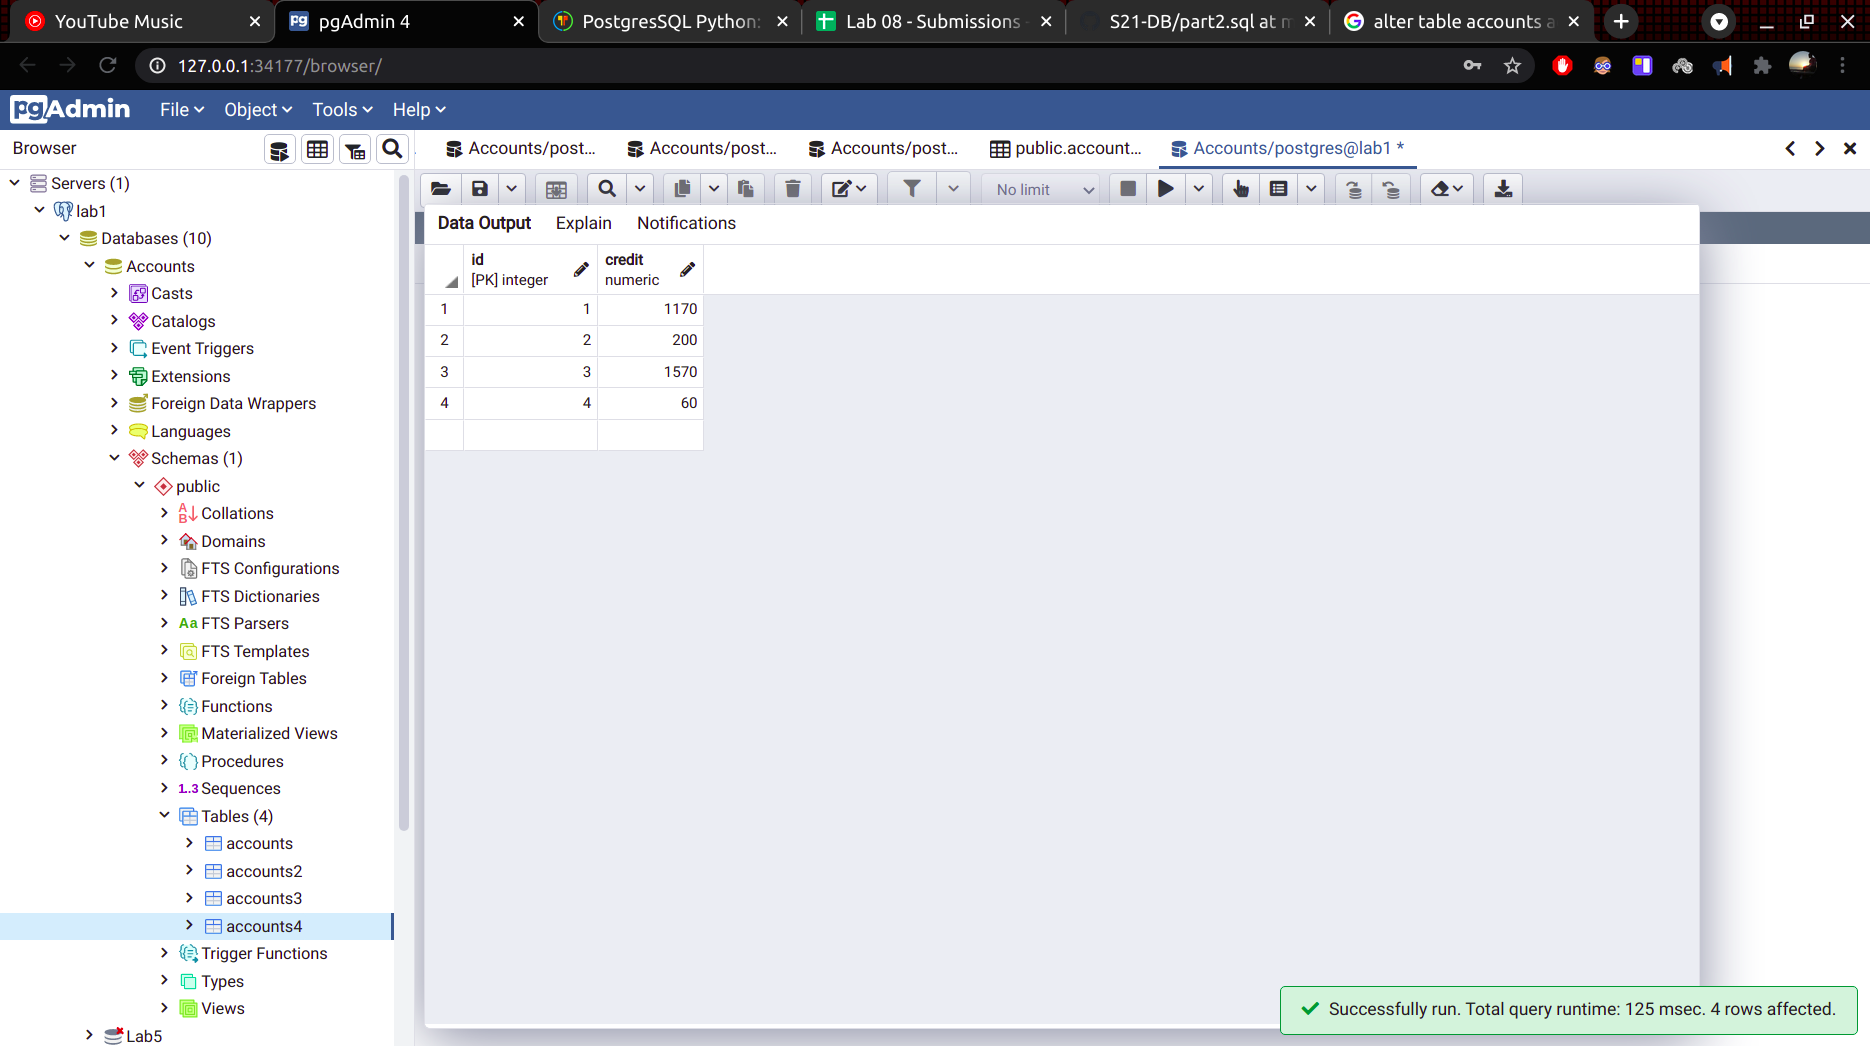 YouTube Music
pgAdmin 4
PostgresSQL Python:
Lab 08 - Submissions -
S21-DB/part2.sql at m
alter table accounts a
127.0.0.1:34177/browser/
pgAdmin
File
Object
Tools
Help
Browser
Accounts/post...
Accounts/post...
Accounts/post...
public.account...
Accounts/postgres@lab1 *
No limit
Servers (1)
lab1
Databases (10)
Accounts
Casts
Catalogs
Event Triggers
Extensions
Foreign Data Wrappers
Languages
Schemas (1)
public
Collations
Domains
FTS Configurations
FTS Dictionaries
Aa FTS Parsers
FTS Templates
Foreign Tables
Functions
Materialized Views
Procedures
1..3 Sequences
Tables (4)
accounts
accounts2
accounts3
accounts4
Trigger Functions
Types
Views
Lab5
Data Output Explain Notifications
id credit
[PK] integer numeric
1 1 1170
2 2 200
3 3 1570
4 4 60
Successfully run. Total query runtime: 125 msec. 4 rows affected.